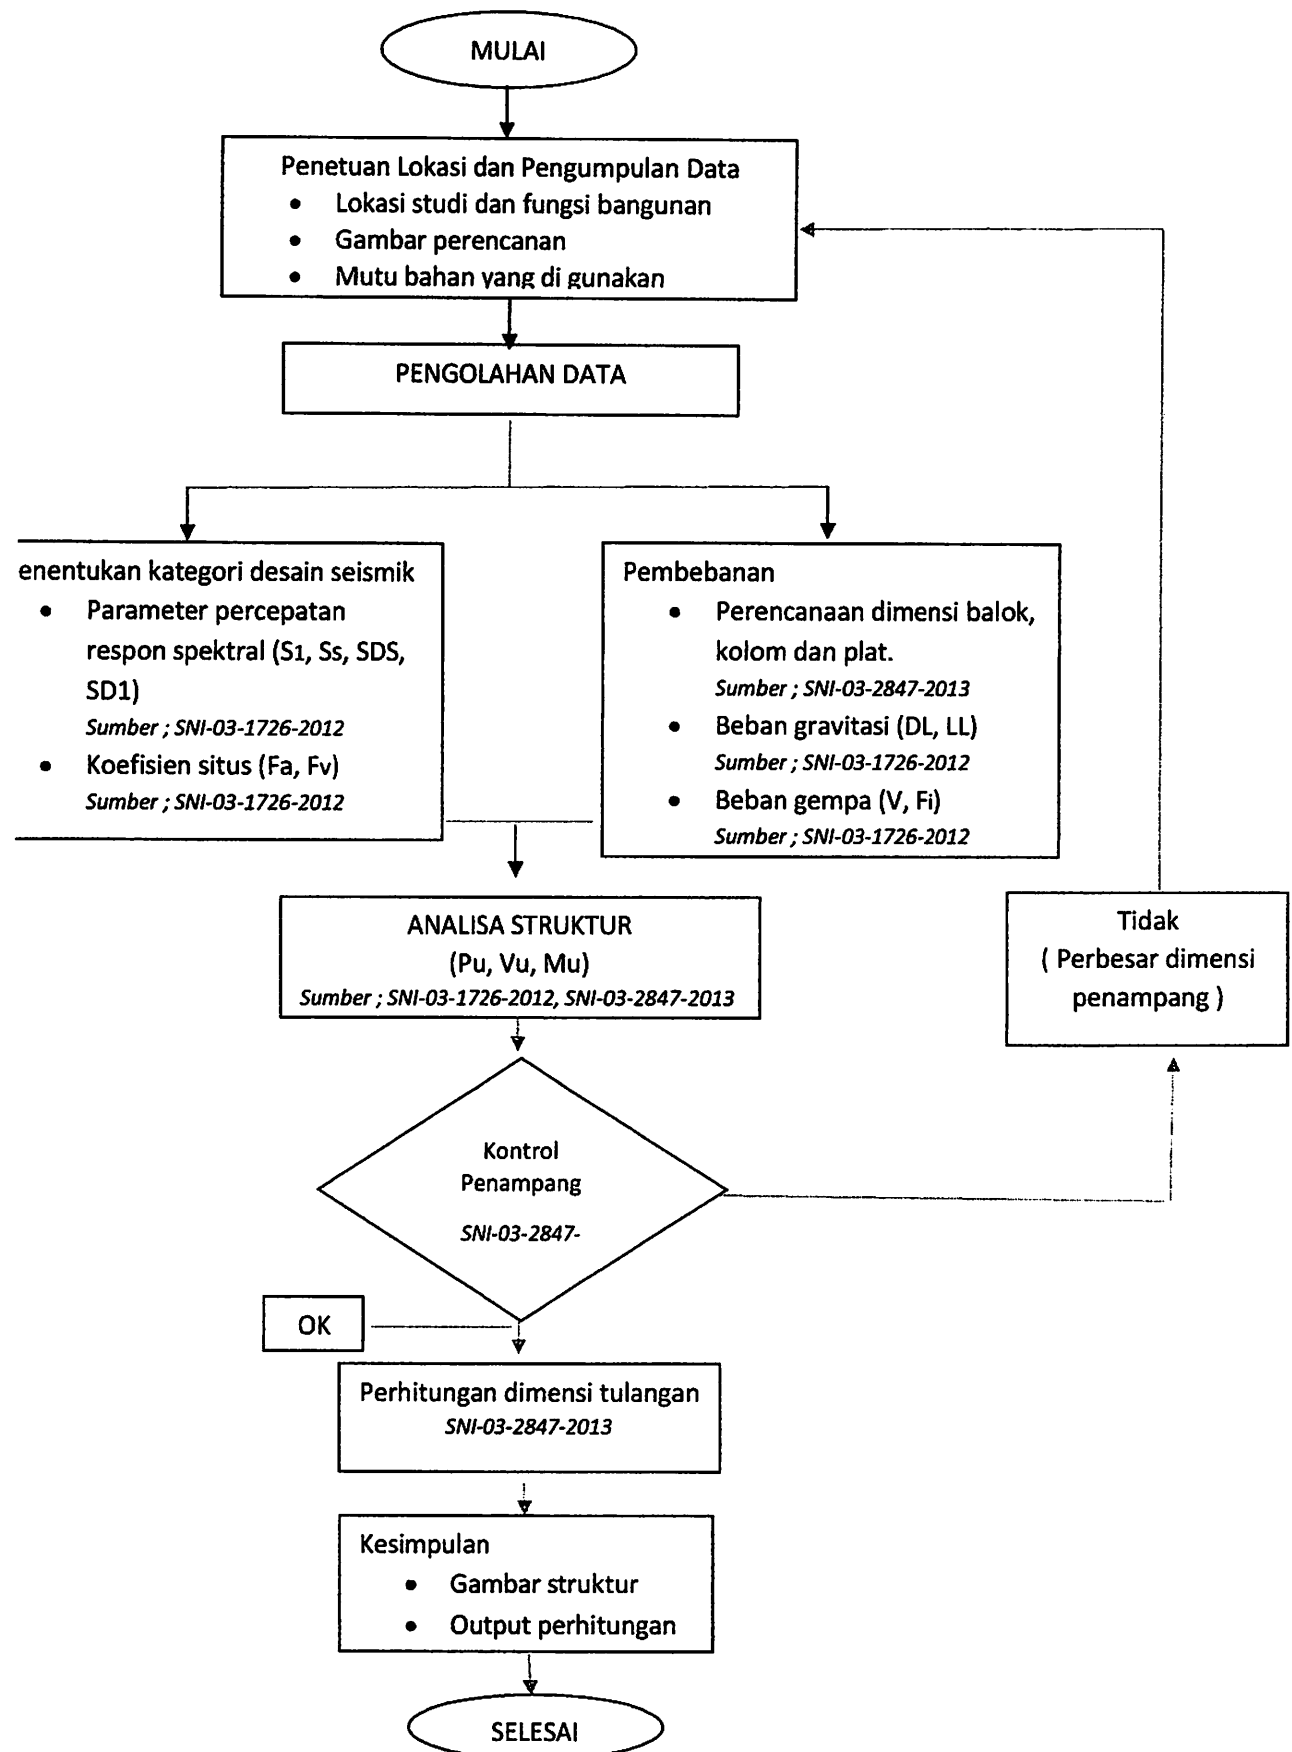 MULAI
Penetuan Lokasi dan Pengumpulan Data
• Lokasi studi dan fungsi bangunan
• Gambar perencanan
• Mutu bahan yang di gunakan
PENGOLAHAN DATA
enentukan kategori desain seismik
• Parameter percepatan
respon spektral (S1, Ss, SDS,
SD1)
Sumber ; SNI-03-1726-2012
• Koefisien situs (Fa, Fv)
Sumber ; SNI-03-1726-2012
Pembebanan
• Perencanaan dimensi balok,
kolom dan plat.
Sumber ; SNI-03-2847-2013
• Beban gravitasi (DL, LL)
Sumber ; SNI-03-1726-2012
• Beban gempa (V, Fi)
Sumber ; SNI-03-1726-2012
ANALISA STRUKTUR
(Pu, Vu, Mu)
Sumber ; SNI-03-1726-2012, SNI-03-2847-2013
Tidak
( Perbesar dimensi
penampang )
Kontrol
Penampang
SNI-03-2847-
OK
Perhitungan dimensi tulangan
SNI-03-2847-2013
Kesimpulan
• Gambar struktur
• Output perhitungan
SELESAI